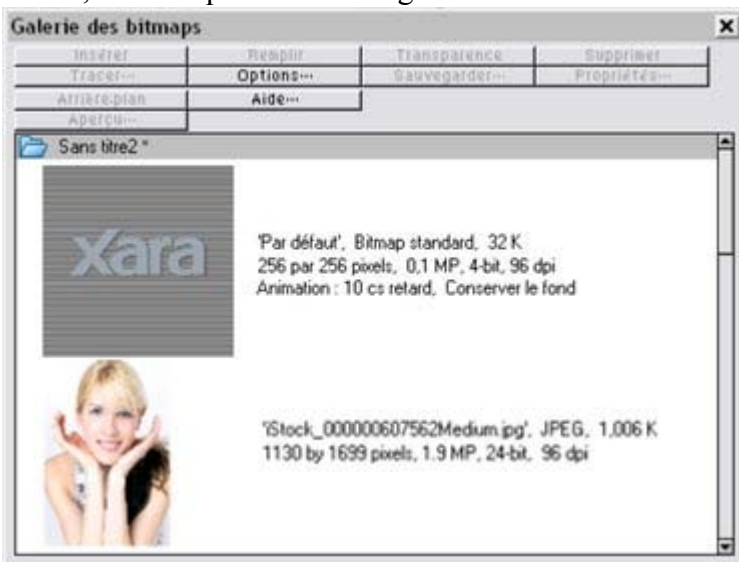 Galerie des bitmaps
Insérer Remplir Transparence Supprimer
Tracer... Options... Sauvegarder... Propriétés...
Arrière-plan Aide...
Aperçu...
Sans titre2 *
xara
'Par défaut', Bitmap standard, 32 K
256 par 256 pixels, 0,1 MP, 4-bit, 96 dpi
Animation : 10 cs retard, Conserver le fond
'iStock_000000607562Medium.jpg', JPEG, 1,006 K
1130 by 1699 pixels, 1.9 MP, 24-bit, 96 dpi